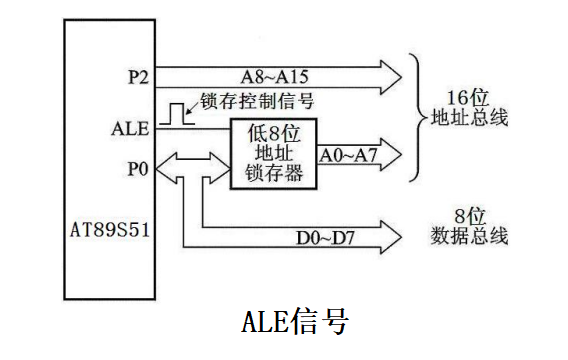 P2
A8~A15
锁存控制信号
ALE
低8位
地址
锁存器
A0~A7
16位
地址总线
P0
AT89S51
D0~D7
8位
数据总线
ALE信号